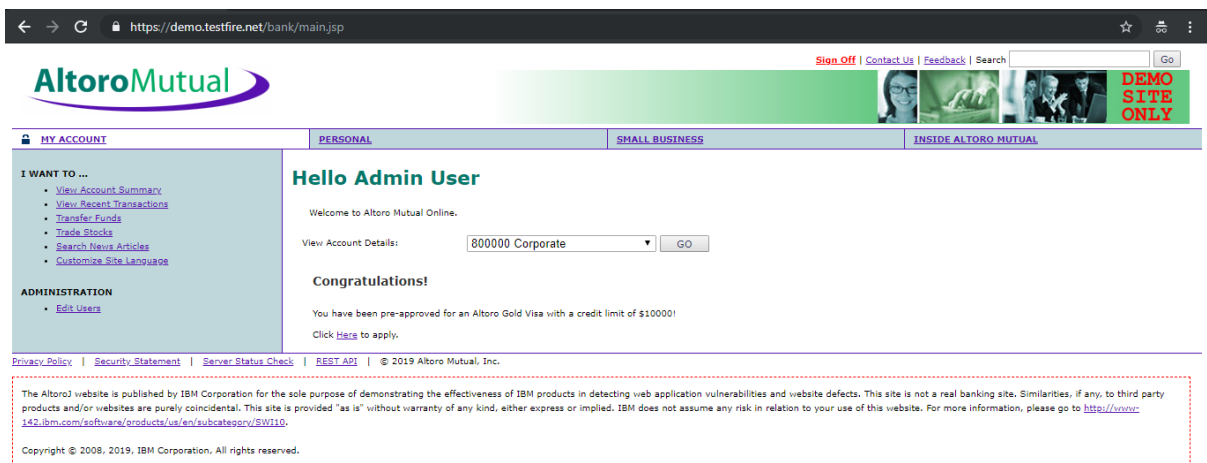 https://demo.testfire.net/bank/main.jsp
Sign Off | Contact Us | Feedback | Search Go
AltoroMutual
DEMO
SITE
ONLY
MY ACCOUNT PERSONAL SMALL BUSINESS INSIDE ALTORO MUTUAL
I WANT TO ...
• View Account Summary
• View Recent Transactions
• Transfer Funds
• Trade Stocks
• Search News Articles
• Customize Site Language
ADMINISTRATION
• Edit Users
Hello Admin User
Welcome to Altoro Mutual Online.
View Account Details: 800000 Corporate GO
Congratulations!
You have been pre-approved for an Altoro Gold Visa with a credit limit of $10000!
Click Here to apply.
Privacy Policy | Security Statement | Server Status Check | REST API | © 2019 Altoro Mutual, Inc.
The AltoroJ website is published by IBM Corporation for the sole purpose of demonstrating the effectiveness of IBM products in detecting web application vulnerabilities and website defects. This site is not a real banking site. Similarities, if any, to third party
products and/or websites are purely coincidental. This site is provided "as is" without warranty of any kind, either express or implied. IBM does not assume any risk in relation to your use of this website. For more information, please go to http://www-
142.ibm.com/software/products/us/en/subcategory/SWI10.
Copyright © 2008, 2019, IBM Corporation, All rights reserved.